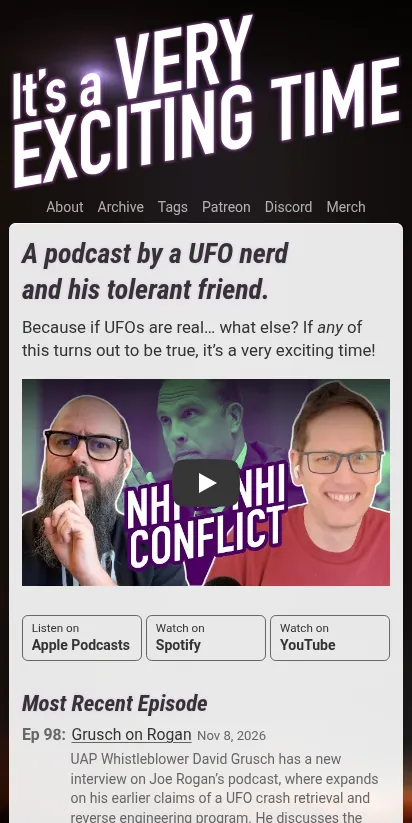 It's a VERY
EXCITING TIME
About Archive Tags Patreon Discord Merch
A podcast by a UFO nerd
and his tolerant friend.
Because if UFOs are real… what else? If any of
this turns out to be true, it’s a very exciting time!
NHI NHI
CONFLICT
Listen on
Apple Podcasts
Watch on
Spotify
Watch on
YouTube
Most Recent Episode
Ep 98: Grusch on Rogan Nov 8, 2026
UAP Whistleblower David Grusch has a new
interview on Joe Rogan’s podcast, where expands
on his earlier claims of a UFO crash retrieval and
reverse engineering program. He discusses the